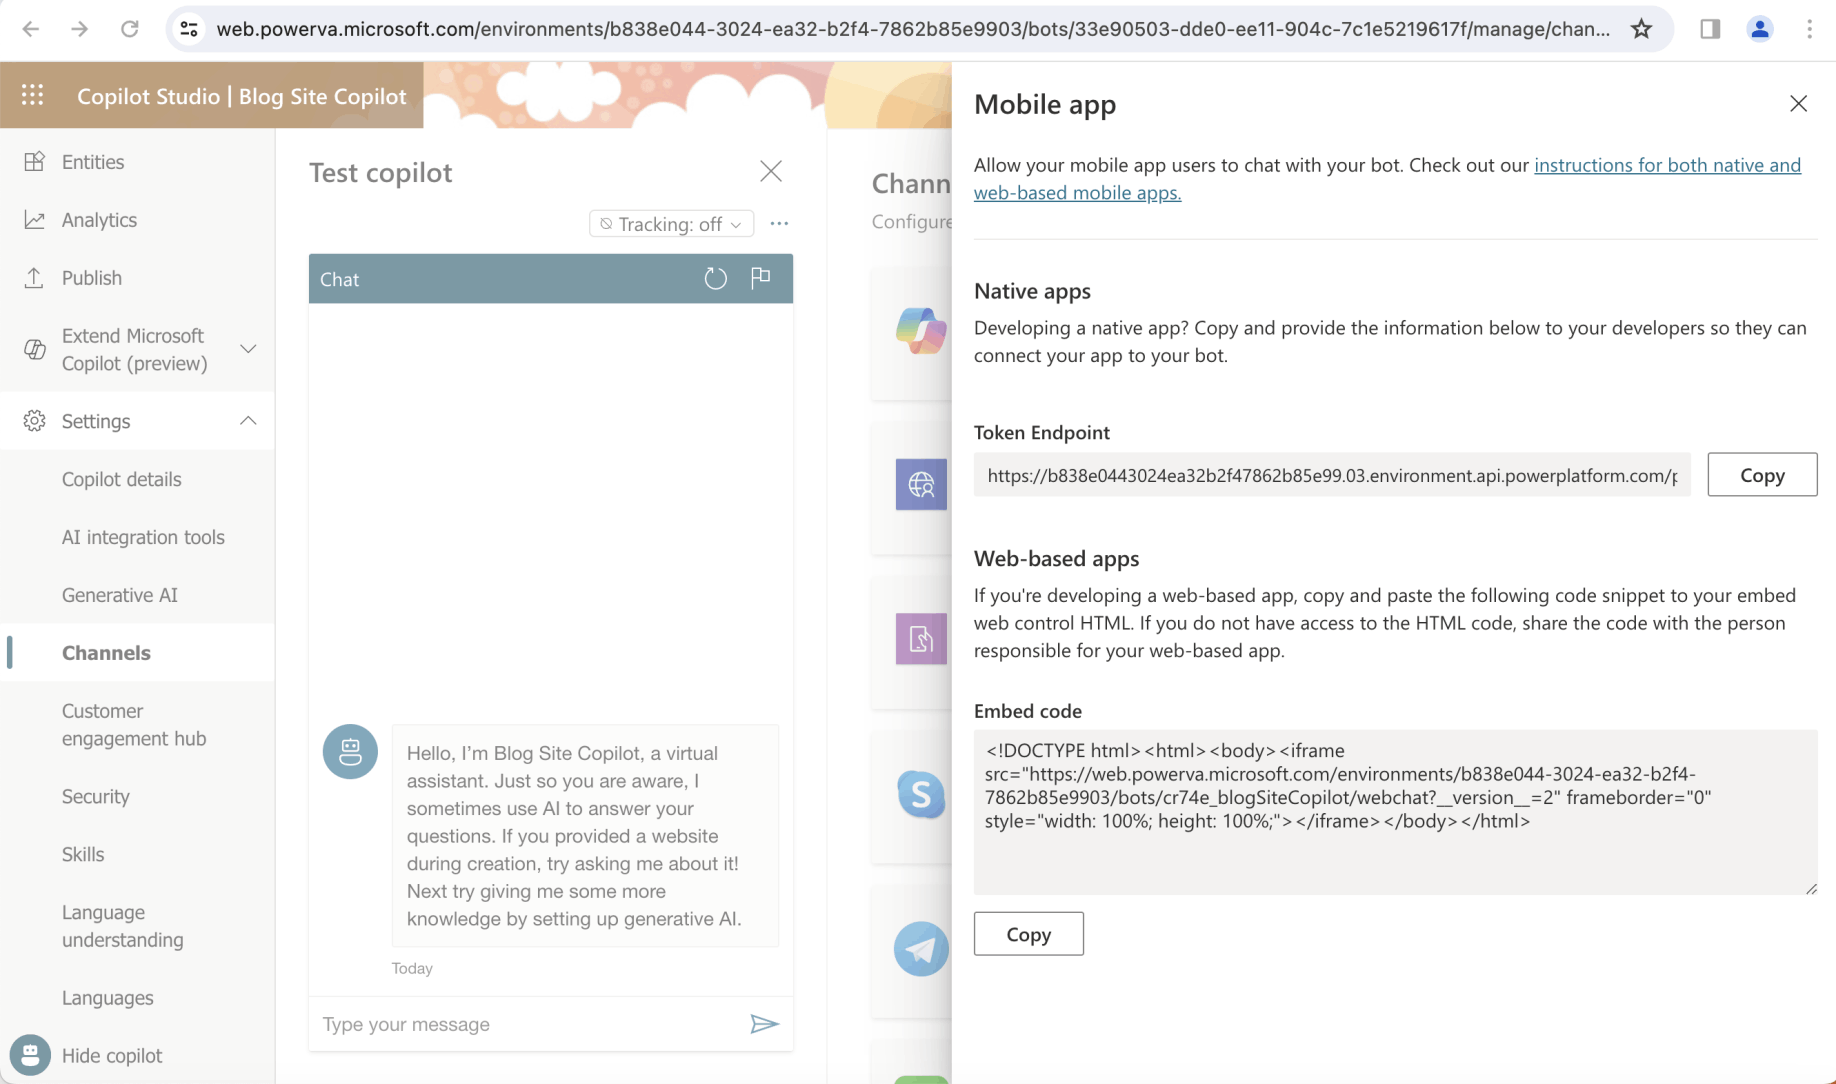 web.powerva.microsoft.com/environments/b838e044-3024-ea32-b2f4-7862b85e9903/bots/33e90503-dde0-ee11-904c-7c1e5219617f/manage/chan...
Copilot Studio | Blog Site Copilot
Entities
Analytics
Publish
Extend Microsoft
Copilot (preview)
Settings
Copilot details
AI integration tools
Generative AI
Channels
Customer
engagement hub
Security
Skills
Language
understanding
Languages
Hide copilot
Test copilot
Tracking: off
Chat
Hello, I'm Blog Site Copilot, a virtual
assistant. Just so you are aware, I
sometimes use AI to answer your
questions. If you provided a website
during creation, try asking me about it!
Next try giving me some more
knowledge by setting up generative AI.
Today
Type your message
Chann
Configure
Mobile app
Allow your mobile app users to chat with your bot. Check out our instructions for both native and
web-based mobile apps.
Native apps
Developing a native app? Copy and provide the information below to your developers so they can
connect your app to your bot.
Token Endpoint
https://b838e0443024ea32b2f47862b85e99.03.environment.api.powerplatform.com/p
Copy
Web-based apps
If you're developing a web-based app, copy and paste the following code snippet to your embed
web control HTML. If you do not have access to the HTML code, share the code with the person
responsible for your web-based app.
Embed code
<!DOCTYPE html><html><body><iframe
src="https://web.powerva.microsoft.com/environments/b838e044-3024-ea32-b2f4-
7862b85e9903/bots/cr74e_blogSiteCopilot/webchat?__version__=2" frameborder="0"
style="width: 100%; height: 100%;"></iframe></body></html>
Copy